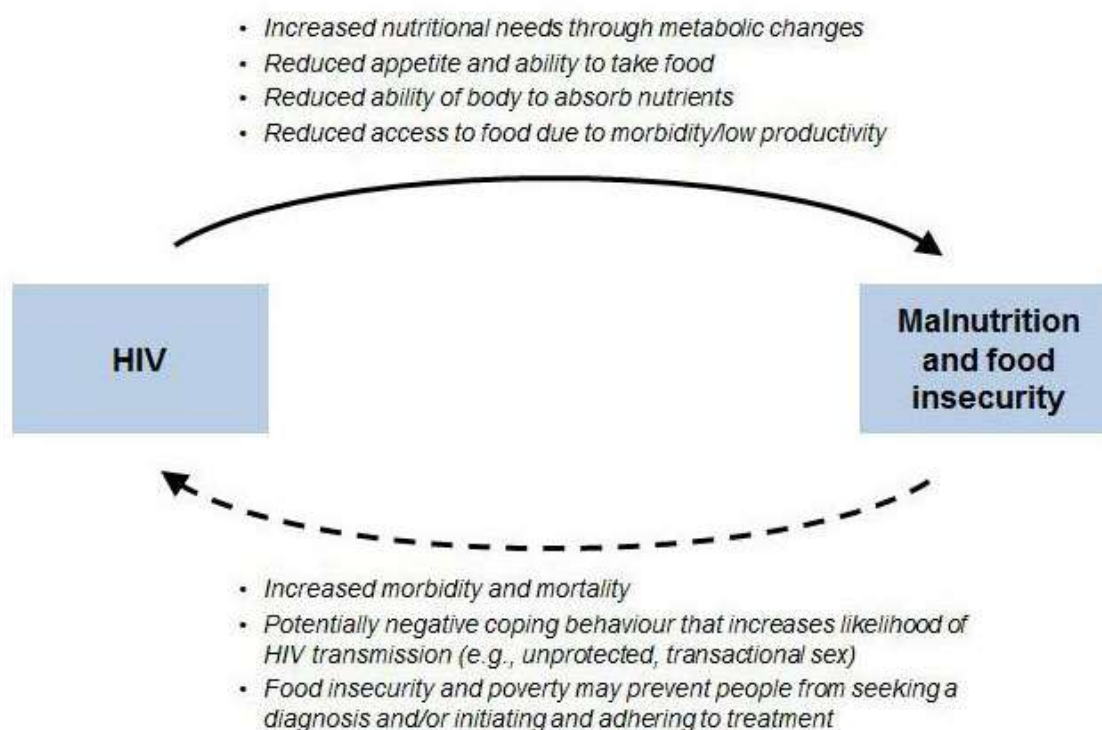 • Increased nutritional needs through metabolic changes
• Reduced appetite and ability to take food
• Reduced ability of body to absorb nutrients
• Reduced access to food due to morbidity/low productivity
HIV
Malnutrition
and food
insecurity
• Increased morbidity and mortality
• Potentially negative coping behaviour that increases likelihood of
HIV transmission (e.g., unprotected, transactional sex)
• Food insecurity and poverty may prevent people from seeking a
diagnosis and/or initiating and adhering to treatment